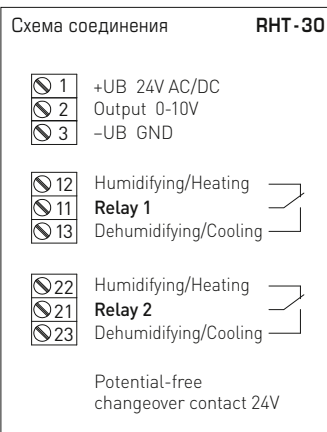 Схема соединения RHT-30
1 +UB 24V AC/DC
2 Output 0-10V
3 –UB GND
12 Humidifying/Heating
11 Relay 1
13 Dehumidifying/Cooling
22 Humidifying/Heating
21 Relay 2
23 Dehumidifying/Cooling
Potential-free
changeover contact 24V